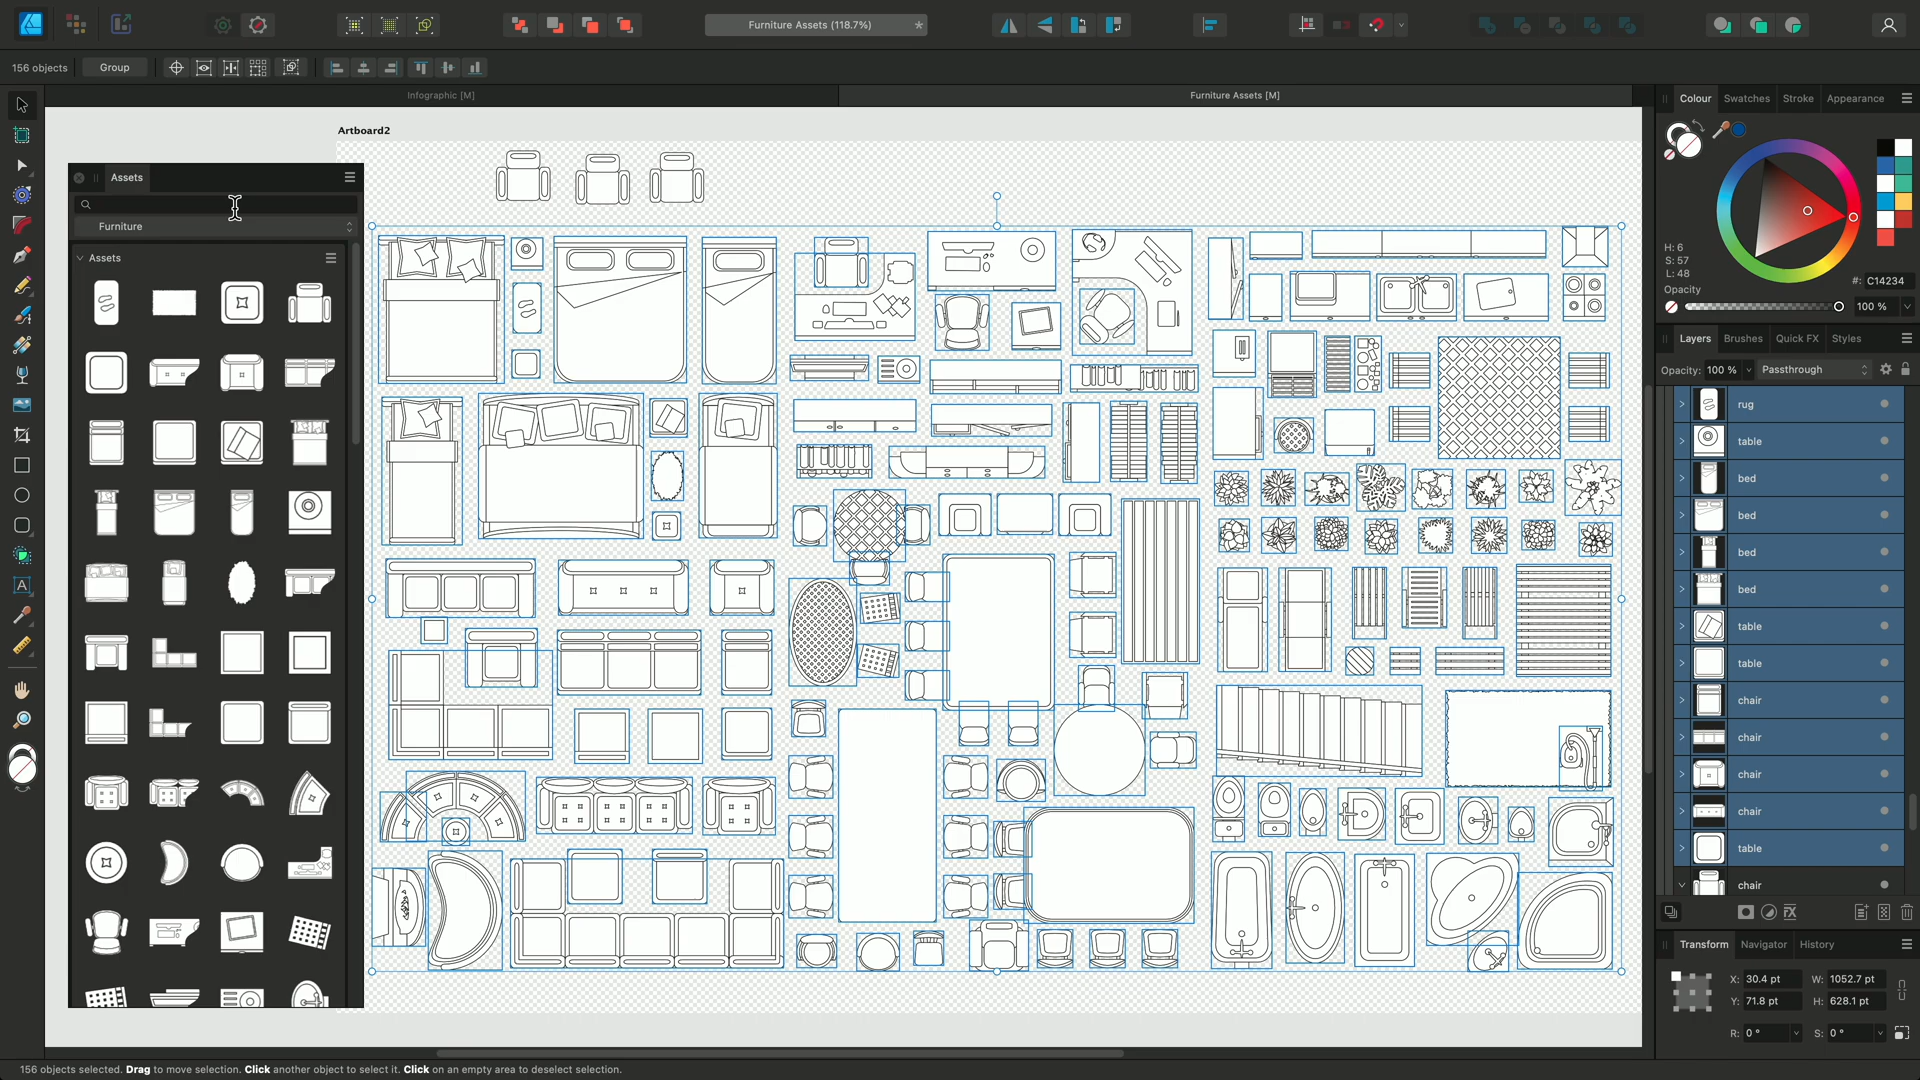 Furniture Assets (118.7%)
*
156 objects
Group
Infographic [M]
Furniture Assets [M]
Artboard2
Assets
Furniture
Assets
Colour
Swatches
Stroke
Appearance
H: 6
S: 57
L: 48
#: C14234
Opacity
100 %
Layers
Brushes
Quick FX
Styles
Opacity: 100 %
Passthrough
rug
table
bed
bed
bed
bed
table
table
chair
chair
chair
chair
table
chair
FX
Transform
Navigator
History
X: 30.4 pt
W: 1052.7 pt
Y: 71.8 pt
H: 628.1 pt
R: 0 °
S: 0 °
A
156 objects selected. Drag to move selection. Click another object to select it. Click on an empty area to deselect selection.